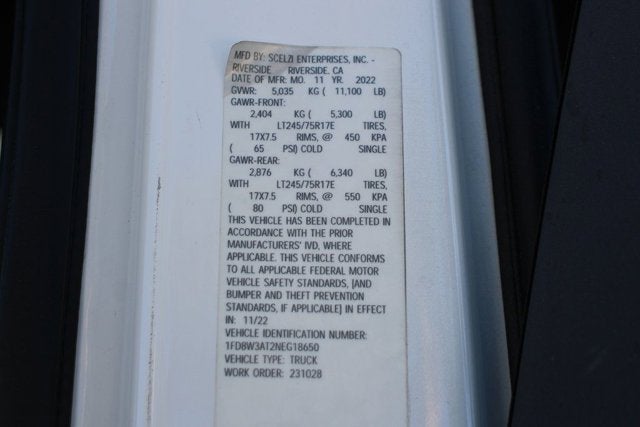 MFD BY: SCELZI ENTERPRISES, INC. -
RIVERSIDE RIVERSIDE, CA
DATE OF MFR: MO. 11 YR. 2022
GVWR: 5,035 KG ( 11,100 LB)
GAWR-FRONT:
2,404 KG ( 5,300 LB)
WITH LT245/75R17E TIRES,
17X7.5 RIMS, @ 450 KPA
( 65 PSI) COLD SINGLE
GAWR-REAR:
2,876 KG ( 6,340 LB)
WITH LT245/75R17E TIRES,
17X7.5 RIMS, @ 550 KPA
( 80 PSI) COLD SINGLE
THIS VEHICLE HAS BEEN COMPLETED IN
ACCORDANCE WITH THE PRIOR
MANUFACTURERS' IVD, WHERE
APPLICABLE. THIS VEHICLE CONFORMS
TO ALL APPLICABLE FEDERAL MOTOR
VEHICLE SAFETY STANDARDS, [AND
BUMPER AND THEFT PREVENTION
STANDARDS, IF APPLICABLE] IN EFFECT
IN: 11/22
VEHICLE IDENTIFICATION NUMBER:
1FD8W3AT2NEG18650
VEHICLE TYPE: TRUCK
WORK ORDER: 231028